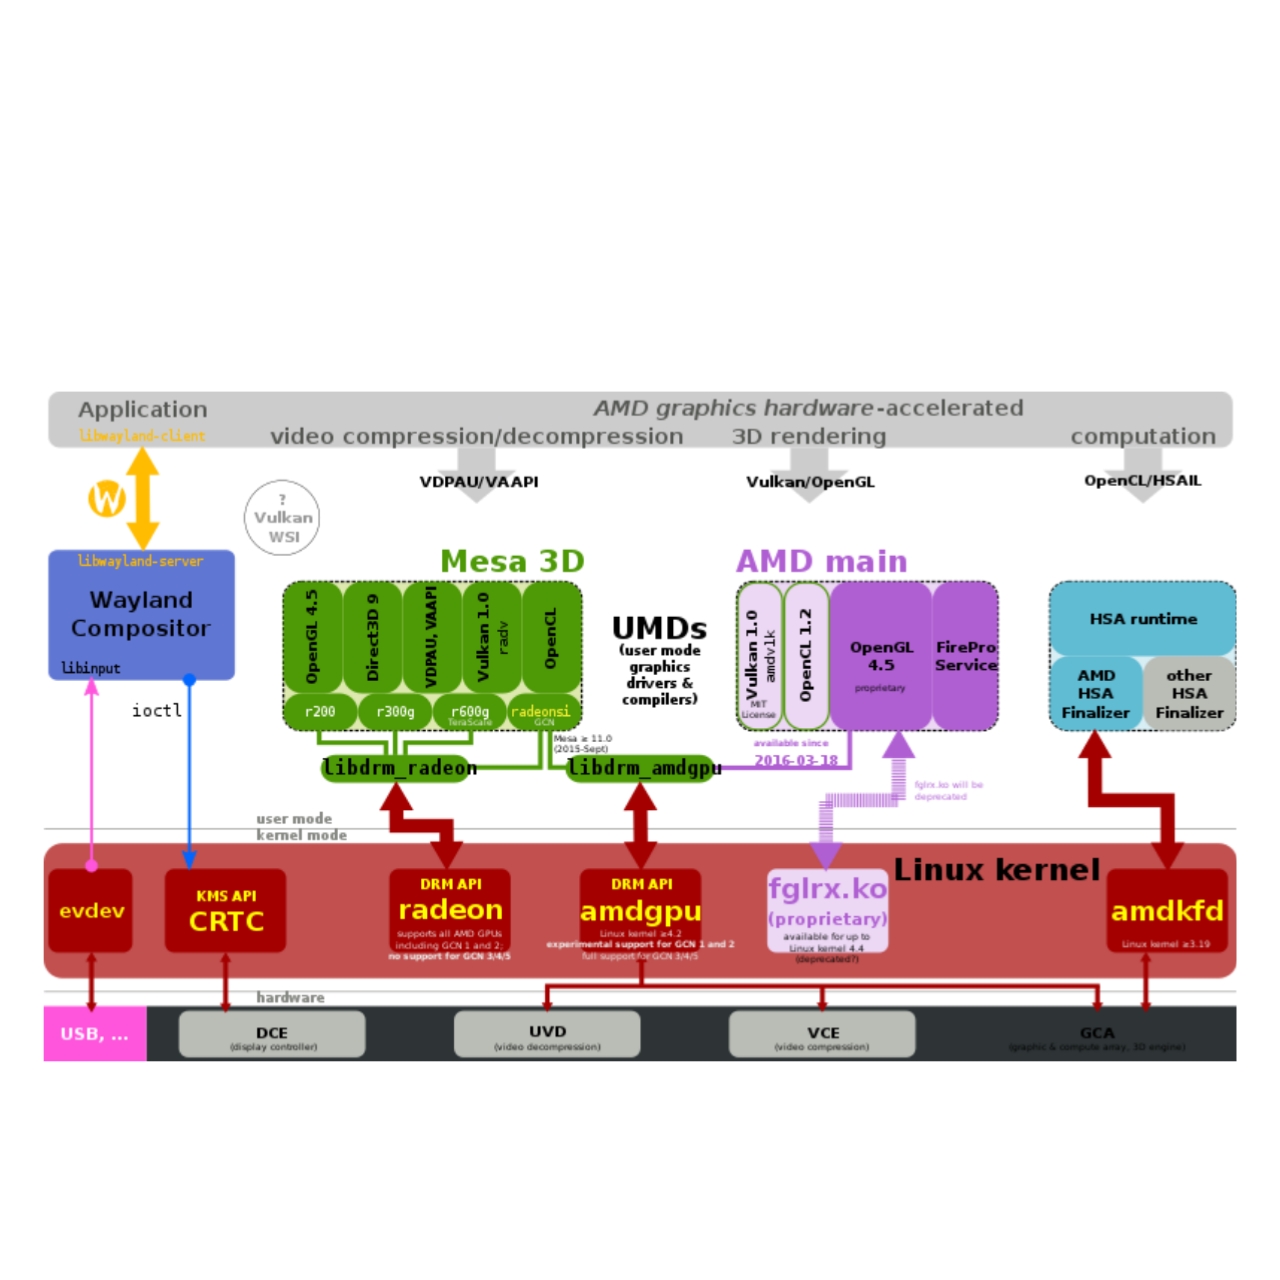 Application
AMD graphics hardware-accelerated
libwayland-client
video compression/decompression
3D rendering
computation
VDPAU/VAAPI
Vulkan/OpenGL
OpenCL/HSAIL
W
?
Vulkan
WSI
libwayland-server
Wayland
Compositor
libinput
ioctl
Mesa 3D
OpenGL 4.5
Direct3D 9
VDPAU, VAAPI
Vulkan 1.0
radv
OpenCL
r200
r300g
r600g
TeraScale
radeonsi
GCN
Mesa ≥ 11.0
(2015-Sept)
libdrm_radeon
libdrm_amdgpu
UMDs
(user mode
graphics
drivers &
compilers)
AMD main
Vulkan 1.0
amdvlk
MIT
License
OpenCL 1.2
OpenGL
4.5
proprietary
FirePro
Service
available since
2016-03-18
fglrx.ko will be
deprecated
HSA runtime
AMD
HSA
Finalizer
other
HSA
Finalizer
user mode
kernel mode
Linux kernel
evdev
KMS API
CRTC
DRM API
radeon
supports all AMD GPUs
including GCN 1 and 2;
no support for GCN 3/4/5
DRM API
amdgpu
Linux kernel ≥4.2
experimental support for GCN 1 and 2
full support for GCN 3/4/5
fglrx.ko
(proprietary)
available for up to
Linux kernel 4.4
(deprecated?)
amdkfd
Linux kernel ≥3.19
hardware
USB, ...
DCE
(display controller)
UVD
(video decompression)
VCE
(video compression)
GCA
(graphic & compute array, 3D engine)